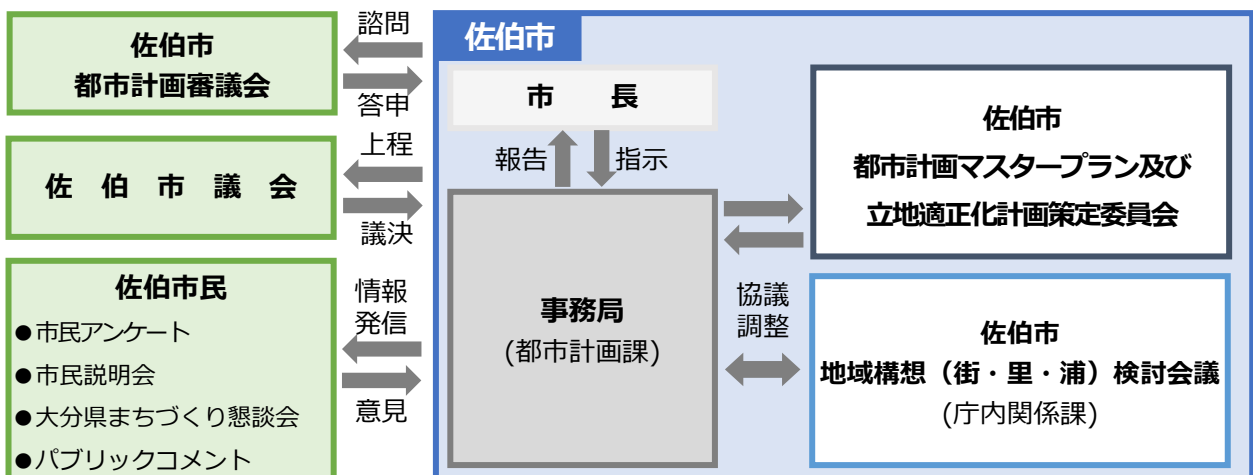 佐伯市
都市計画審議会
諮問
答申
佐伯市議会
上程
議決
佐伯市民
●市民アンケート
●市民説明会
●大分県まちづくり懇談会
●パブリックコメント
情報
発信
意見
佐伯市
市長
報告
指示
事務局
(都市計画課)
佐伯市
都市計画マスタープラン及び
立地適正化計画策定委員会
協議
調整
佐伯市
地域構想（街・里・浦）検討会議
(庁内関係課)